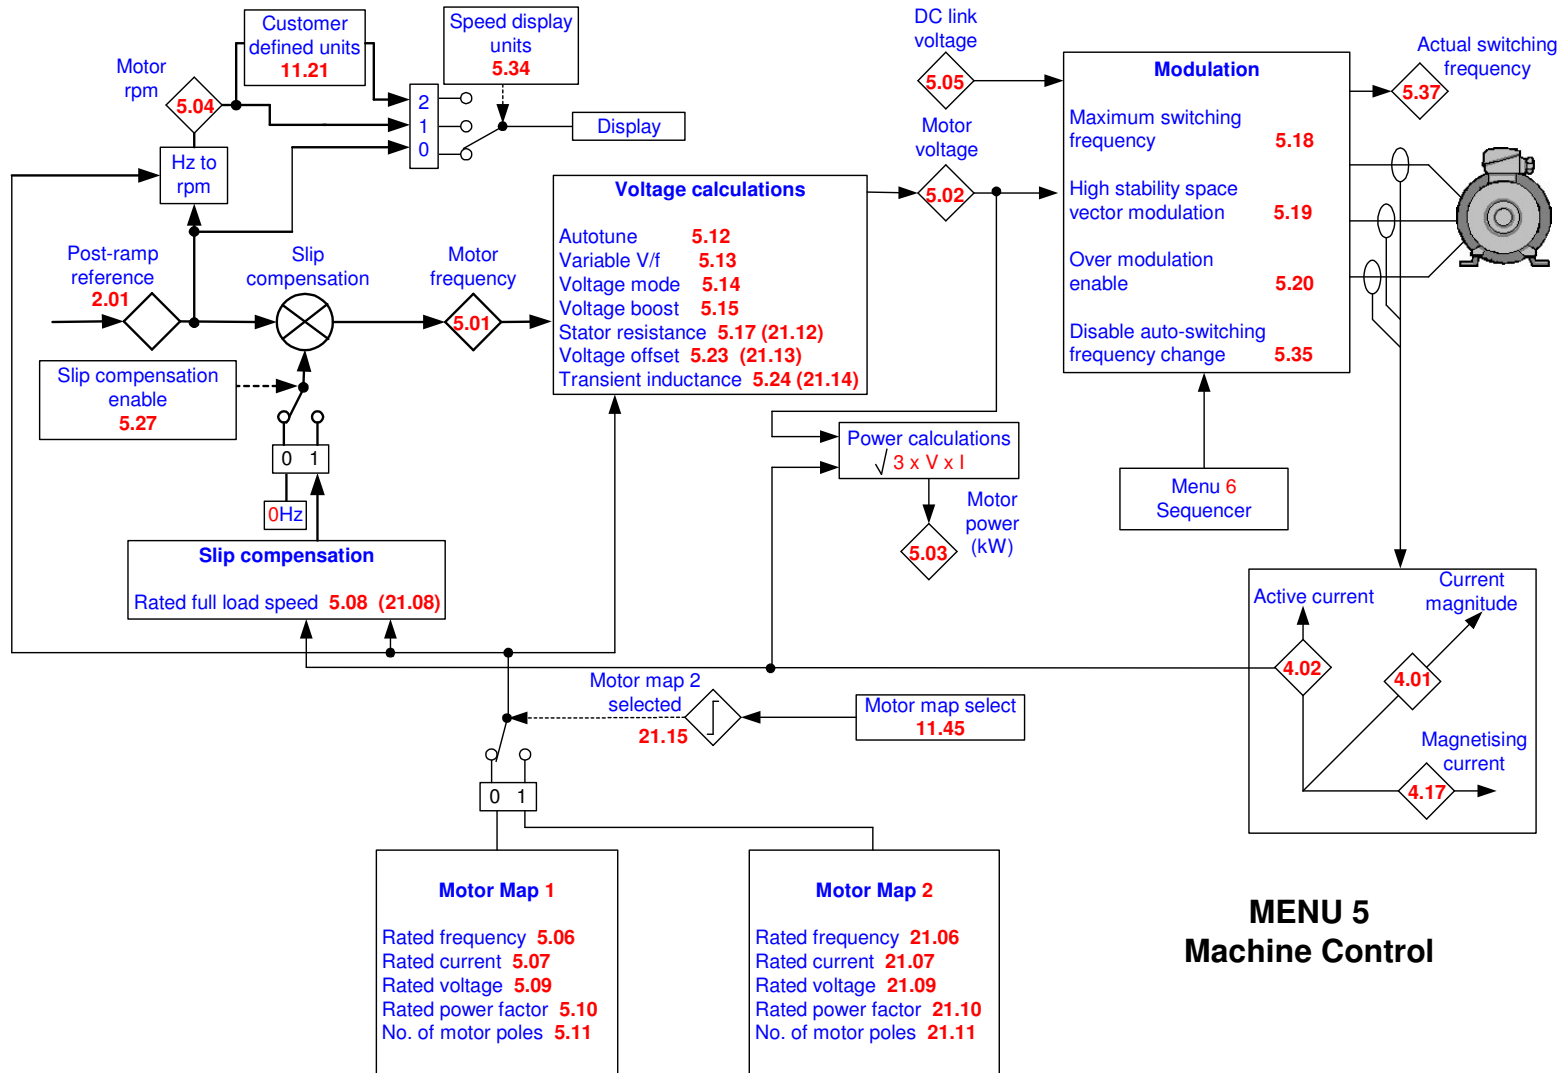 Customer
defined units
11.21
Speed display
units
5.34
Motor
rpm
5.04
2
1
0
Display
Hz to
rpm
DC link
voltage
5.05
Motor
voltage
5.02
Modulation
Maximum switching
frequency 5.18
High stability space
vector modulation 5.19
Over modulation
enable 5.20
Disable auto-switching
frequency change 5.35
Actual switching
frequency
5.37
Post-ramp
reference
2.01
Slip
compensation
Motor
frequency
5.01
Voltage calculations
Autotune 5.12
Variable V/f 5.13
Voltage mode 5.14
Voltage boost 5.15
Stator resistance 5.17 (21.12)
Voltage offset 5.23 (21.13)
Transient inductance 5.24 (21.14)
Slip compensation
enable
5.27
0 1
0Hz
Slip compensation
Rated full load speed 5.08 (21.08)
Power calculations
√ 3 x V x I
Motor
power
(kW)
5.03
Menu 6
Sequencer
Active current
Current
magnitude
4.02
4.01
Magnetising
current
4.17
Motor map 2
selected
21.15
Motor map select
11.45
0 1
Motor Map 1
Rated frequency 5.06
Rated current 5.07
Rated voltage 5.09
Rated power factor 5.10
No. of motor poles 5.11
Motor Map 2
Rated frequency 21.06
Rated current 21.07
Rated voltage 21.09
Rated power factor 21.10
No. of motor poles 21.11
MENU 5
Machine Control